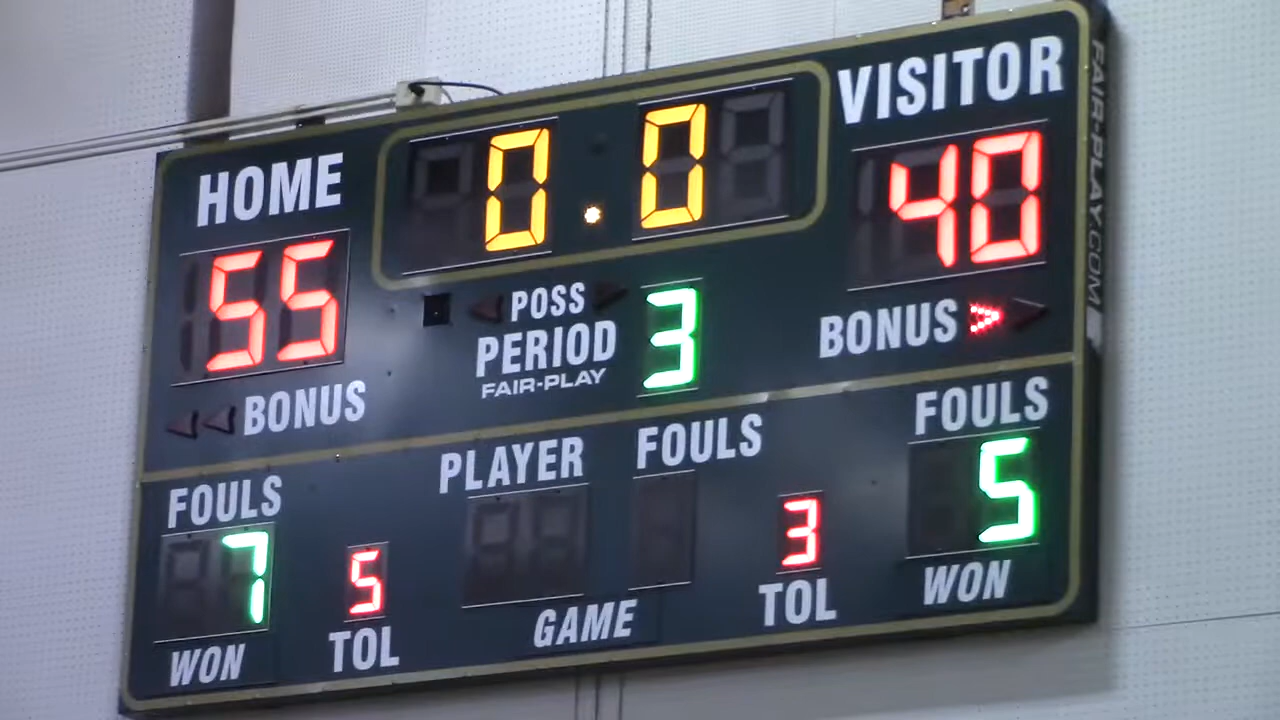 VISITOR
0.0
HOME
40
55
POSS
PERIOD 3
FAIR-PLAY
BONUS
BONUS
FOULS
FOULS
PLAYER
FOULS
5
7
5
3
WON
TOL
GAME
TOL
WON
FAIR-PLAY.COM